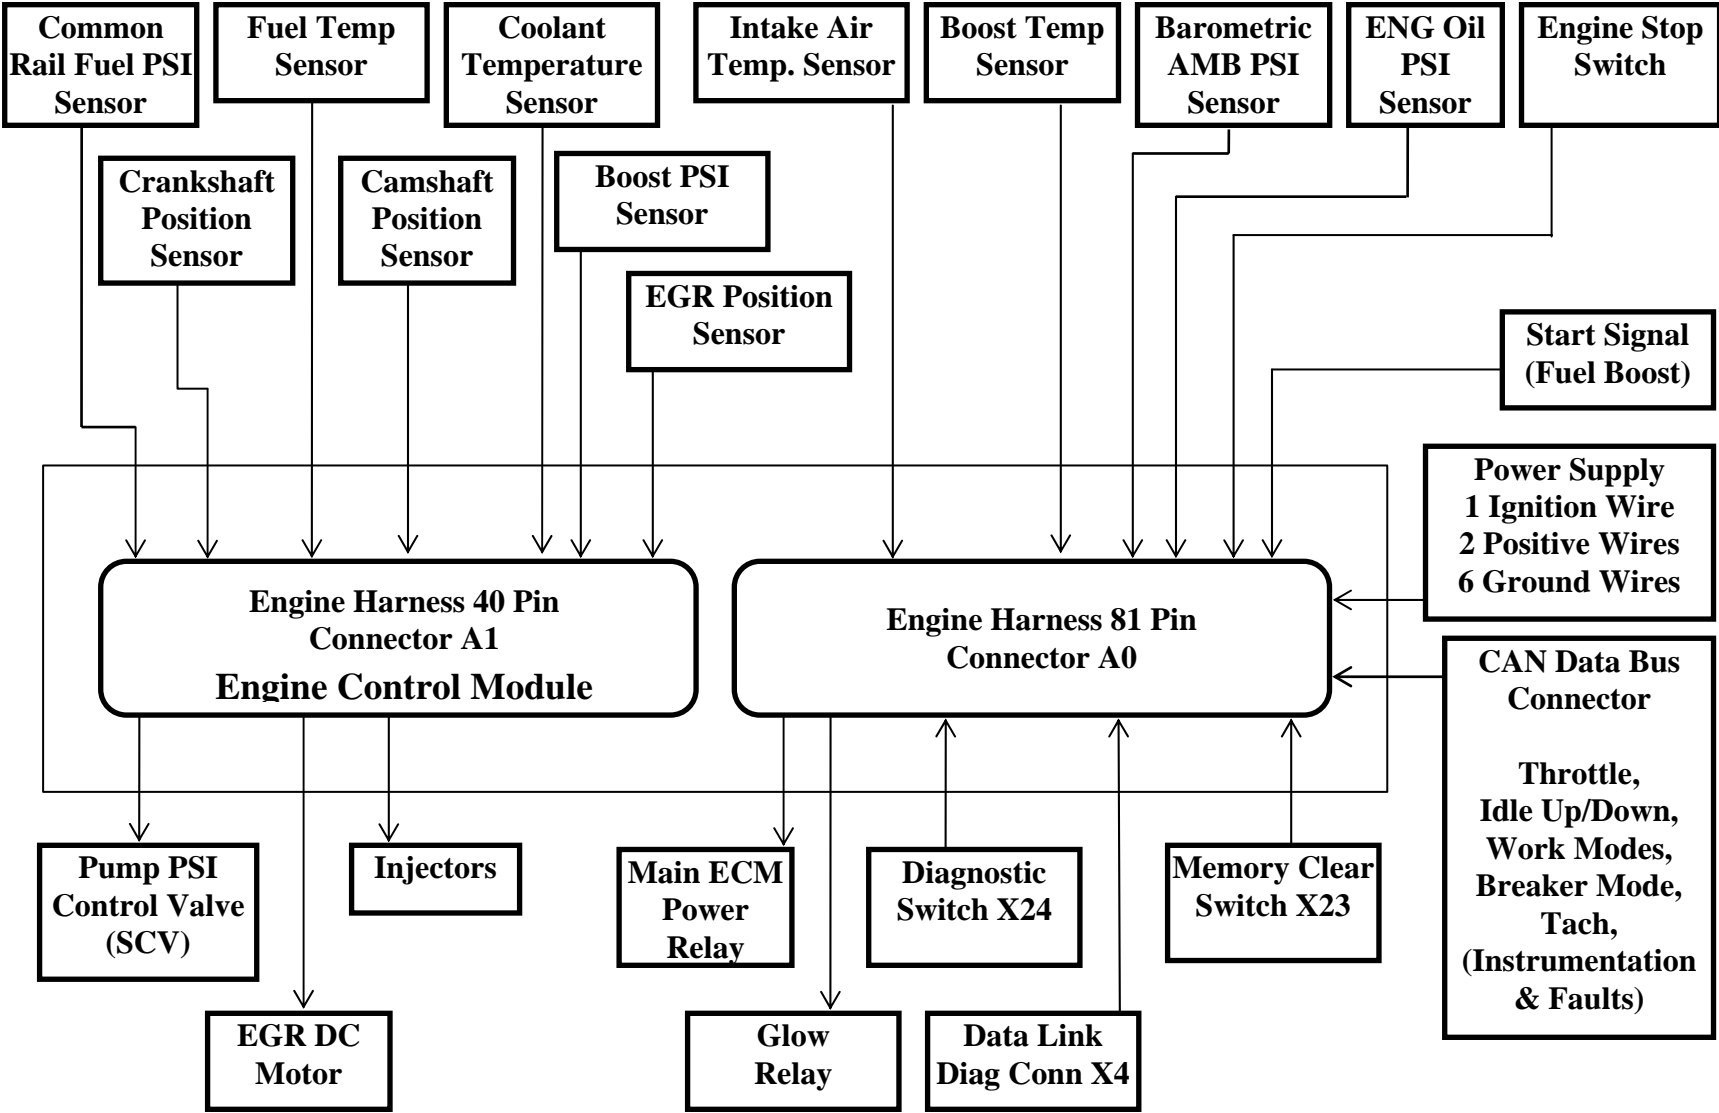 Common
Rail Fuel PSI
Sensor
Fuel Temp
Sensor
Coolant
Temperature
Sensor
Intake Air
Temp. Sensor
Boost Temp
Sensor
Barometric
AMB PSI
Sensor
ENG Oil
PSI
Sensor
Engine Stop
Switch
Crankshaft
Position
Sensor
Camshaft
Position
Sensor
Boost PSI
Sensor
EGR Position
Sensor
Start Signal
(Fuel Boost)
Power Supply
1 Ignition Wire
2 Positive Wires
6 Ground Wires
Engine Harness 40 Pin
Connector A1
Engine Control Module
Engine Harness 81 Pin
Connector A0
CAN Data Bus
Connector
Throttle,
Idle Up/Down,
Work Modes,
Breaker Mode,
Tach,
(Instrumentation
& Faults)
Pump PSI
Control Valve
(SCV)
Injectors
Main ECM
Power
Relay
Diagnostic
Switch X24
Memory Clear
Switch X23
EGR DC
Motor
Glow
Relay
Data Link
Diag Conn X4